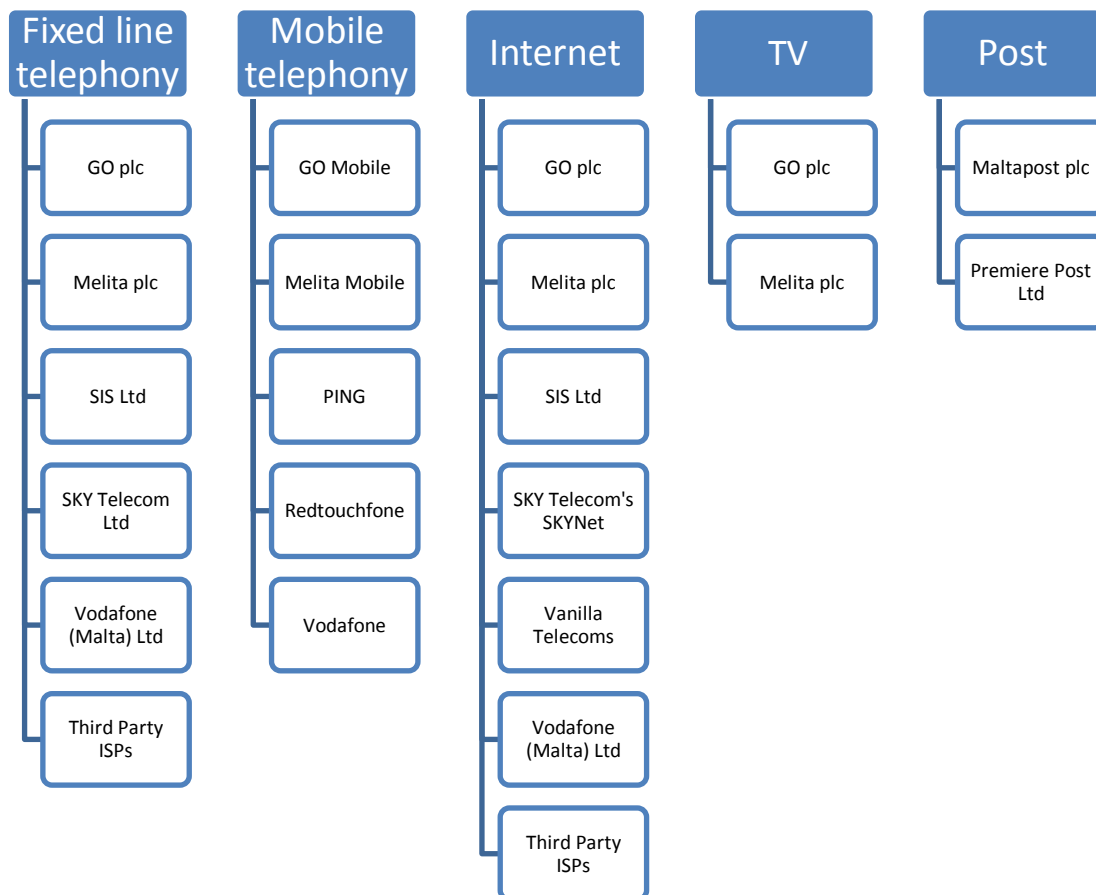 Fixed line
telephony
GO plc
Melita plc
SIS Ltd
SKY Telecom
Ltd
Vodafone
(Malta) Ltd
Third Party
ISPs
Mobile
telephony
GO Mobile
Melita Mobile
PING
Redtouchfone
Vodafone
Internet
GO plc
Melita plc
SIS Ltd
SKY Telecom's
SKYNet
Vanilla
Telecoms
Vodafone
(Malta) Ltd
Third Party
ISPs
TV
GO plc
Melita plc
Post
Maltapost plc
Premiere Post
Ltd